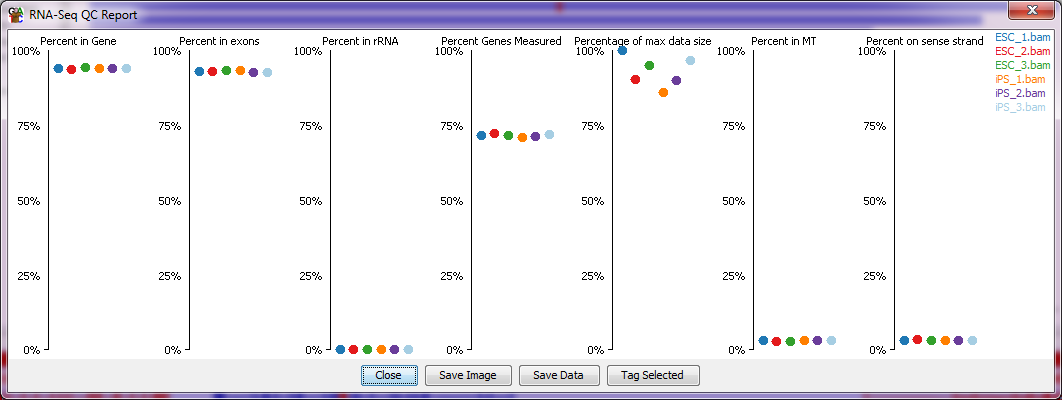 RNA-Seq QC Report
Percent in Gene
Percent in exons
Percent in rRNA
Percent Genes Measured
Percentage of max data size
Percent in MT
Percent on sense strand
100% 100% 100% 100% 100% 100% 100%
75% 75% 75% 75% 75% 75% 75%
50% 50% 50% 50% 50% 50% 50%
25% 25% 25% 25% 25% 25% 25%
0% 0% 0% 0% 0% 0% 0%
ESC_1.bam
ESC_2.bam
ESC_3.bam
iPS_1.bam
iPS_2.bam
iPS_3.bam
Close
Save Image
Save Data
Tag Selected